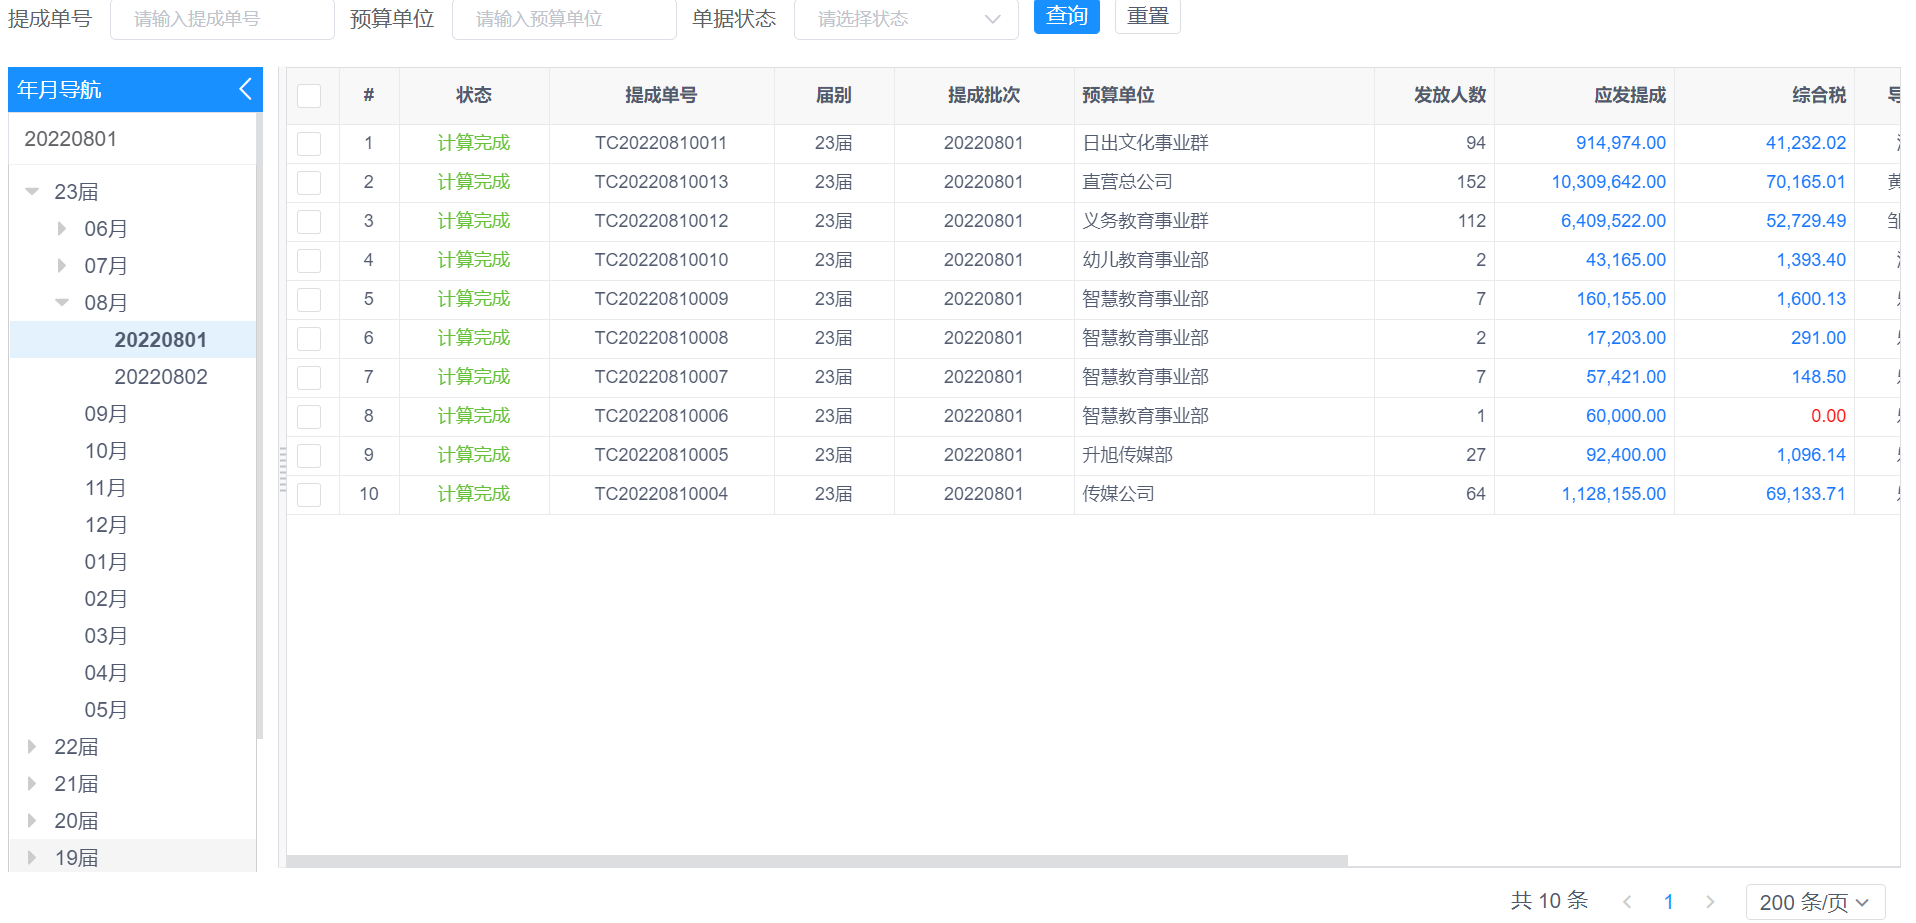 提成单号 请输入提成单号 预算单位 请输入预算单位 单据状态 请选择状态 查询 重置
年月导航
20220801
23届
06月
07月
08月
20220801
20220802
09月
10月
11月
12月
01月
02月
03月
04月
05月
22届
21届
20届
19届
# 状态 提成单号 届别 提成批次 预算单位 发放人数 应发提成 综合税
1 计算完成 TC20220810011 23届 20220801 日出文化事业群 94 914,974.00 41,232.02
2 计算完成 TC20220810013 23届 20220801 直营总公司 152 10,309,642.00 70,165.01
3 计算完成 TC20220810012 23届 20220801 义务教育事业群 112 6,409,522.00 52,729.49
4 计算完成 TC20220810010 23届 20220801 幼儿教育事业部 2 43,165.00 1,393.40
5 计算完成 TC20220810009 23届 20220801 智慧教育事业部 7 160,155.00 1,600.13
6 计算完成 TC20220810008 23届 20220801 智慧教育事业部 2 17,203.00 291.00
7 计算完成 TC20220810007 23届 20220801 智慧教育事业部 7 57,421.00 148.50
8 计算完成 TC20220810006 23届 20220801 智慧教育事业部 1 60,000.00 0.00
9 计算完成 TC20220810005 23届 20220801 升旭传媒部 27 92,400.00 1,096.14
10 计算完成 TC20220810004 23届 20220801 传媒公司 64 1,128,155.00 69,133.71
共 10 条 1 200 条/页